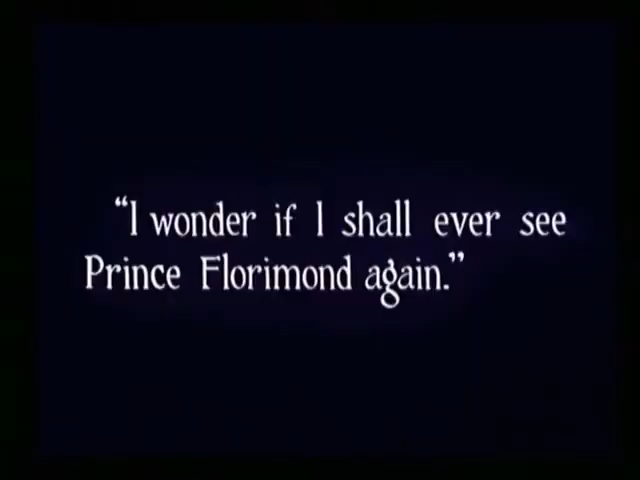 “I wonder if I shall ever see
Prince Florimond again.”